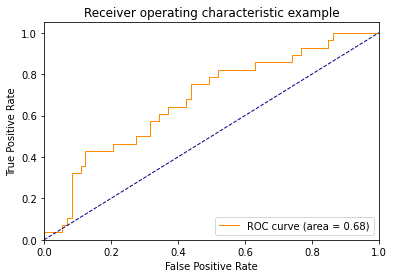 Receiver operating characteristic example
True Positive Rate
1.0
0.8
0.6
0.4
0.2
0.0
ROC curve (area = 0.68)
0.0 0.2 0.4 0.6 0.8 1.0
False Positive Rate